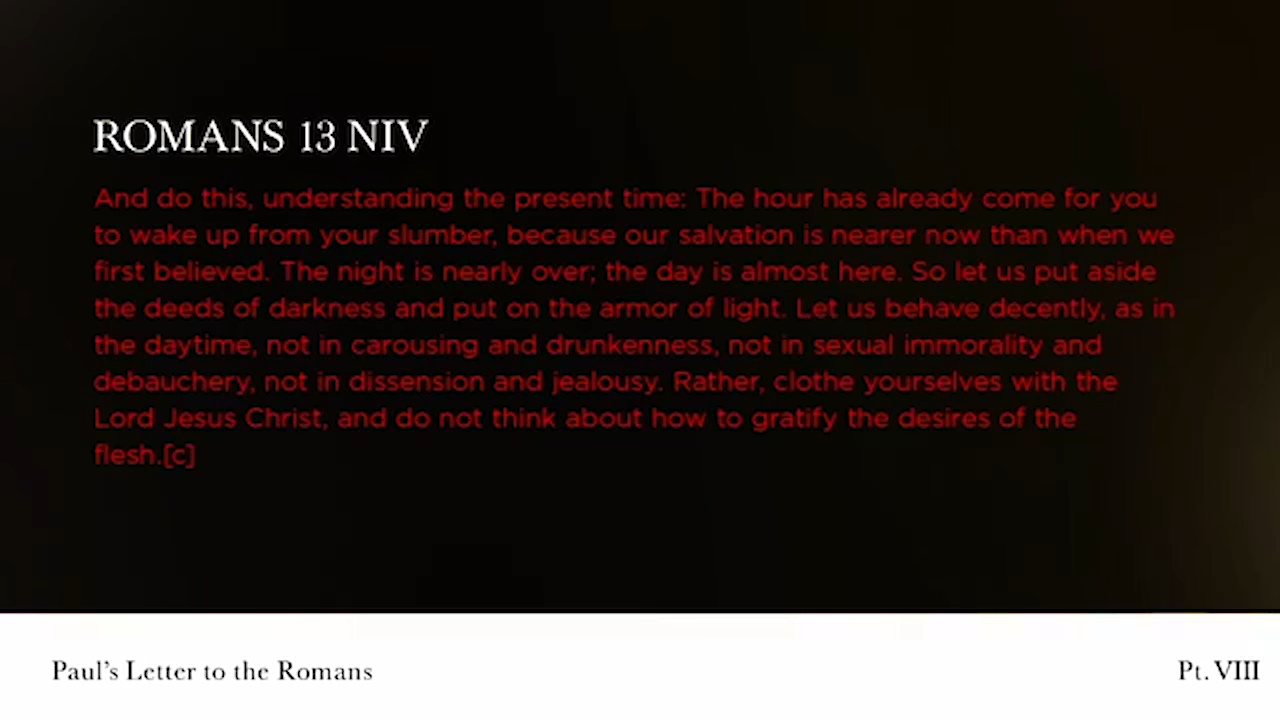 ROMANS 13 NIV
And do this, understanding the present time: The hour has already come for you
to wake up from your slumber, because our salvation is nearer now than when we
first believed. The night is nearly over; the day is almost here. So let us put aside
the deeds of darkness and put on the armor of light. Let us behave decently, as in
the daytime, not in carousing and drunkenness, not in sexual immorality and
debauchery, not in dissension and jealousy. Rather, clothe yourselves with the
Lord Jesus Christ, and do not think about how to gratify the desires of the
flesh.[c]
Paul’s Letter to the Romans
Pt. VIII